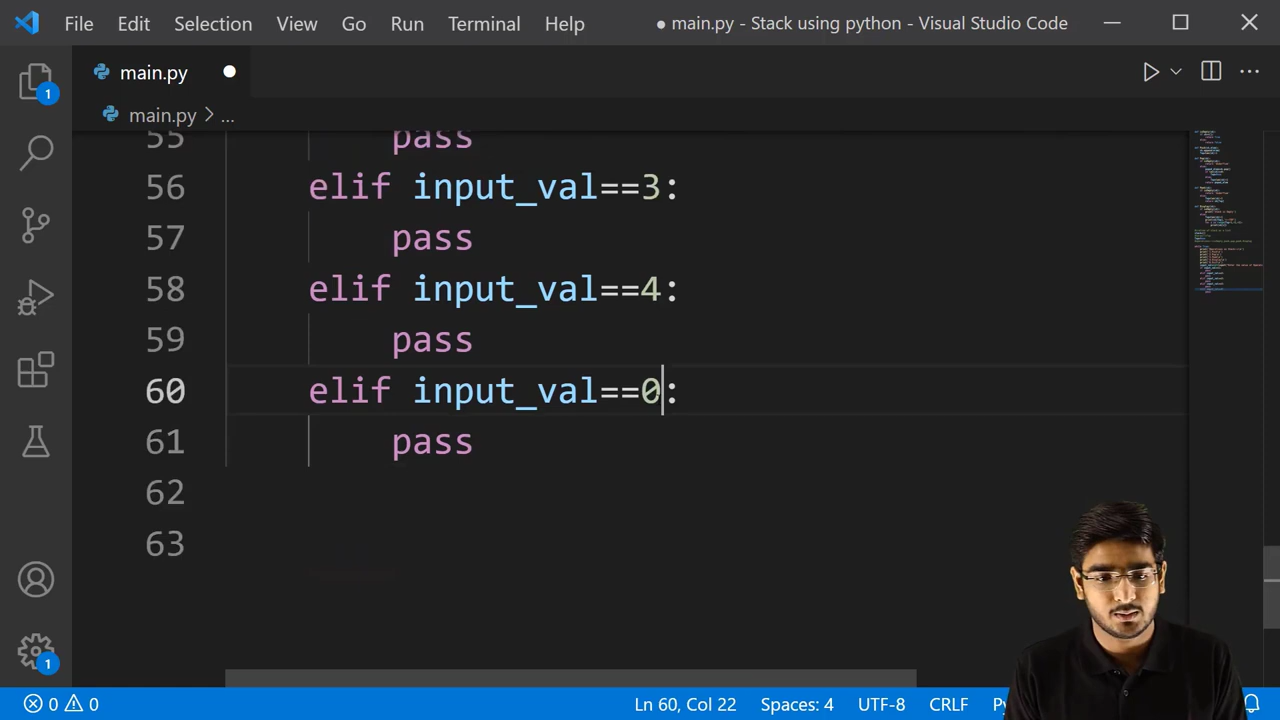 File Edit Selection View Go Run Terminal Help ● main.py - Stack using python - Visual Studio Code
main.py
main.py > ...
55 pass
56 elif input_val==3:
57 pass
58 elif input_val==4:
59 pass
60 elif input_val==0:
61 pass
62
63
1
1
0 0 Ln 60, Col 22 Spaces: 4 UTF-8 CRLF